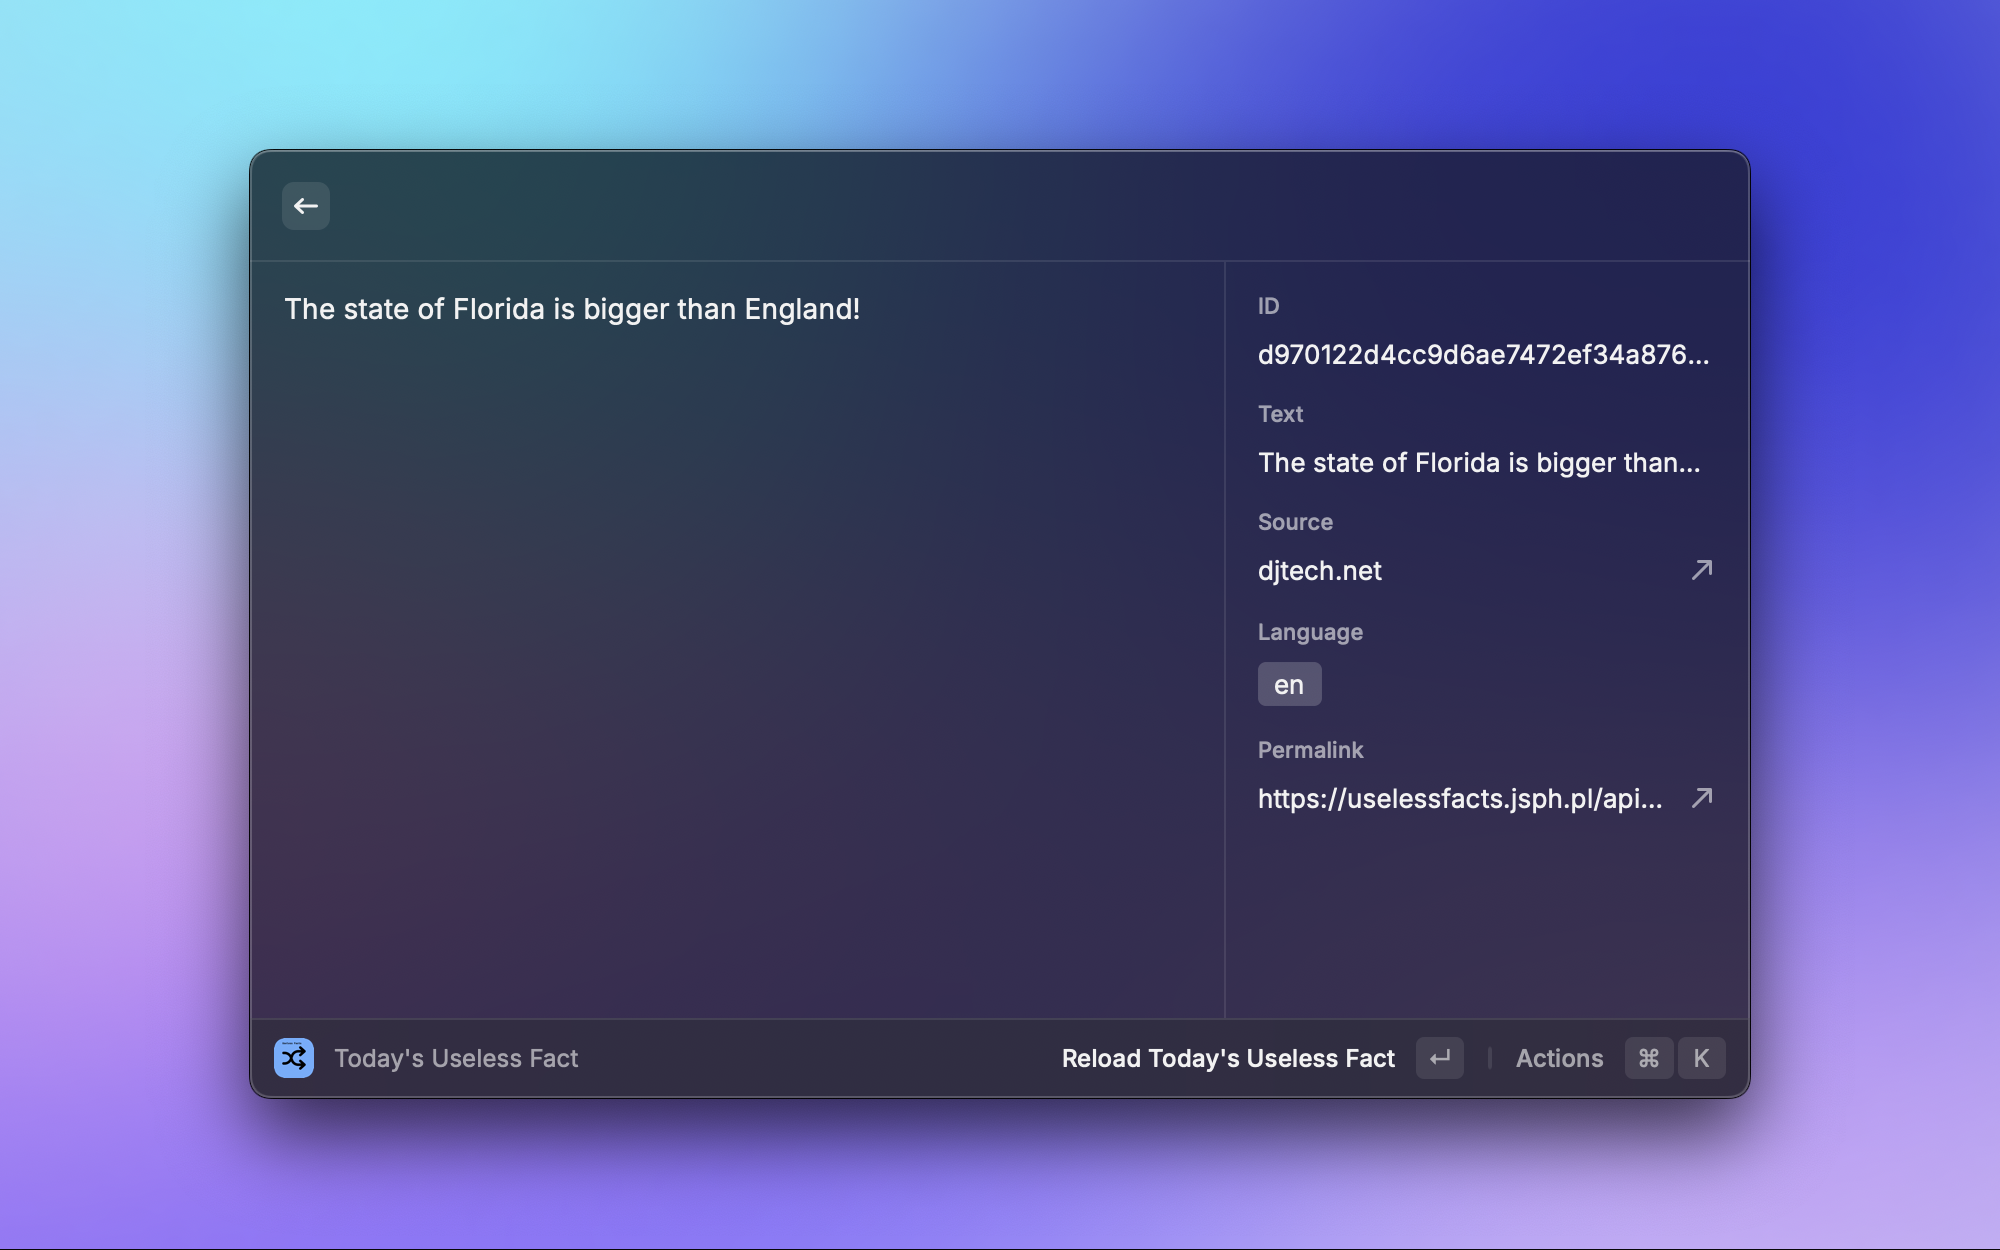 The state of Florida is bigger than England!
ID
d970122d4cc9d6ae7472ef34a876...
Text
The state of Florida is bigger than...
Source
djtech.net
Language
en
Permalink
https://uselessfacts.jsph.pl/api...
Today's Useless Fact
Reload Today's Useless Fact
Actions ⌘ K